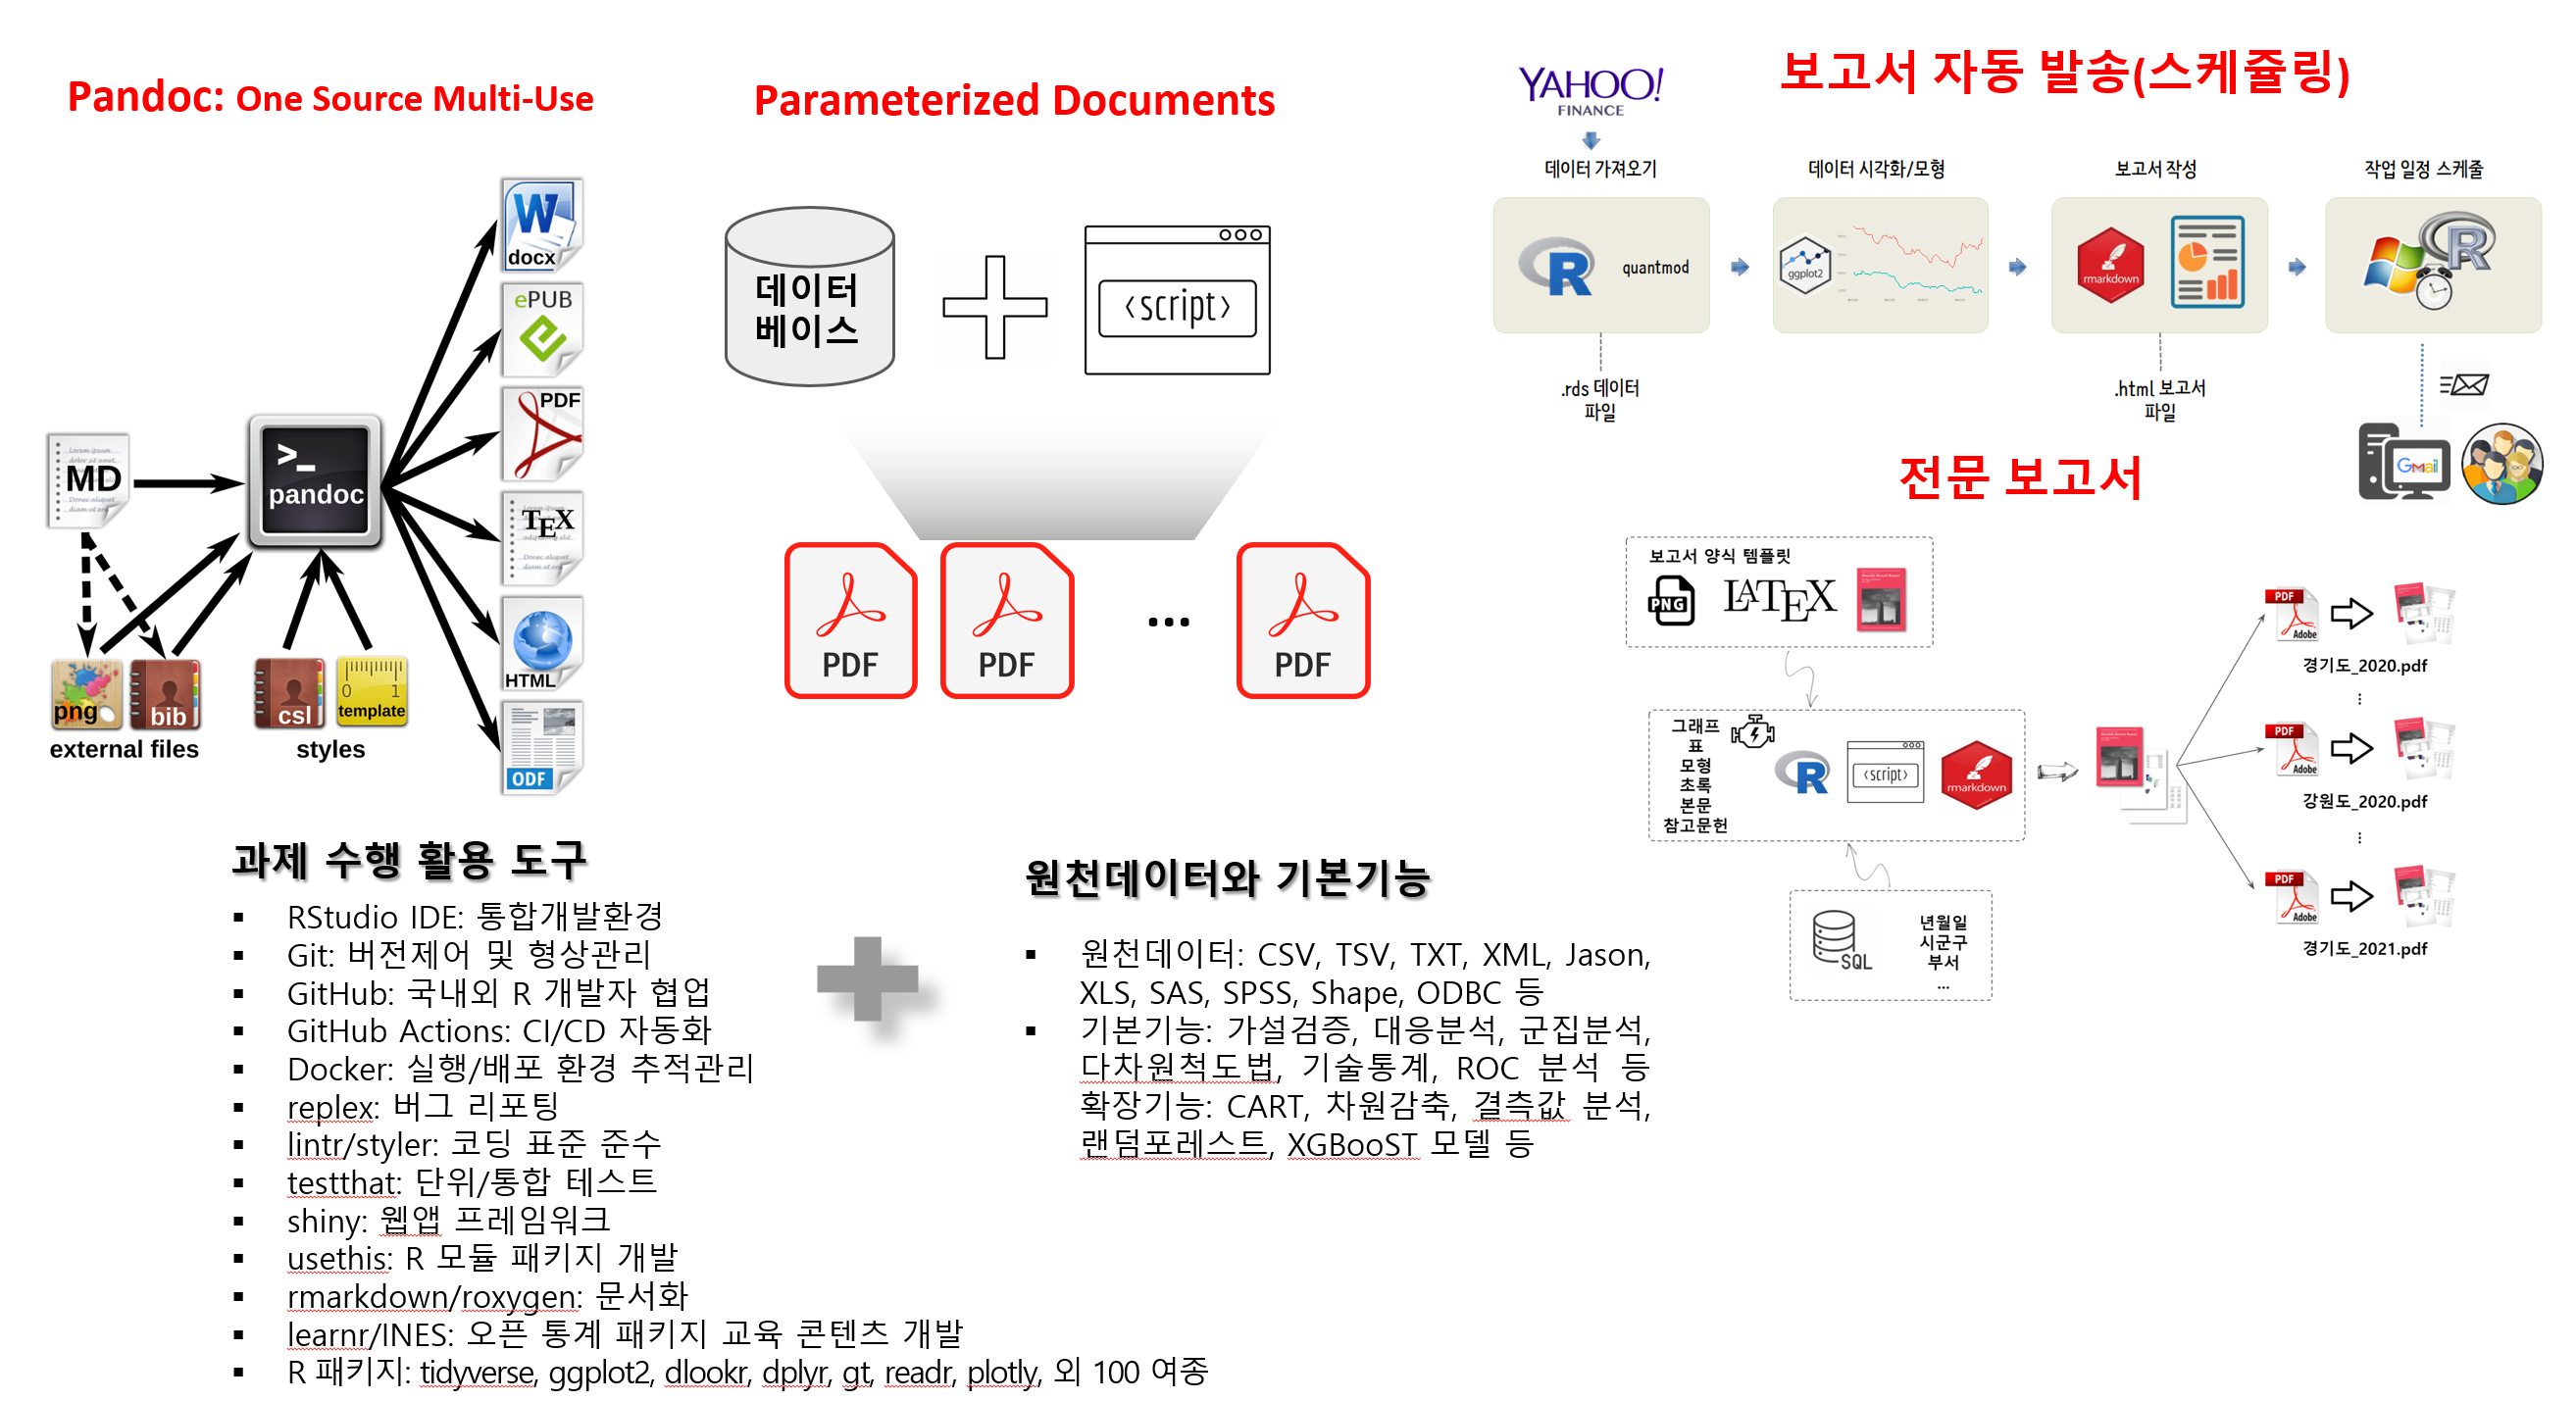 Pandoc: One Source Multi-Use
docx
ePUB
PDF
MD
pandoc
TEX
HTML
ODF
png
bib
csl
0 1
template
external files
styles
Parameterized Documents
데이터
베이스
<script>
PDF
PDF
...
PDF
보고서 자동 발송(스케쥴링)
YAHOO!
FINANCE
데이터 가져오기
데이터 시각화/모형
보고서 작성
작업 일정 스케줄
R
quantmod
ggplot2
rmarkdown
R
.rds 데이터
파일
.html 보고서
파일
Gmail
전문 보고서
보고서 양식 템플릿
PNG
LATEX
그래프
표
모형
초록
본문
참고문헌
R
<script>
rmarkdown
SQL
년월일
시군구
부서
...
PDF
Adobe
경기도_2020.pdf
⋮
PDF
Adobe
강원도_2020.pdf
⋮
PDF
Adobe
경기도_2021.pdf
과제 수행 활용 도구
▪ RStudio IDE: 통합개발환경
▪ Git: 버전제어 및 형상관리
▪ GitHub: 국내외 R 개발자 협업
▪ GitHub Actions: CI/CD 자동화
▪ Docker: 실행/배포 환경 추적관리
▪ replex: 버그 리포팅
▪ lintr/styler: 코딩 표준 준수
▪ testthat: 단위/통합 테스트
▪ shiny: 웹앱 프레임워크
▪ usethis: R 모듈 패키지 개발
▪ rmarkdown/roxygen: 문서화
▪ learnr/INES: 오픈 통계 패키지 교육 콘텐츠 개발
▪ R 패키지: tidyverse, ggplot2, dlookr, dplyr, gt, readr, plotly, 외 100 여종
원천데이터와 기본기능
▪ 원천데이터: CSV, TSV, TXT, XML, Jason,
XLS, SAS, SPSS, Shape, ODBC 등
▪ 기본기능: 가설검증, 대응분석, 군집분석,
다차원척도법, 기술통계, ROC 분석 등
확장기능: CART, 차원감축, 결측값 분석,
랜덤포레스트, XGBooST 모델 등